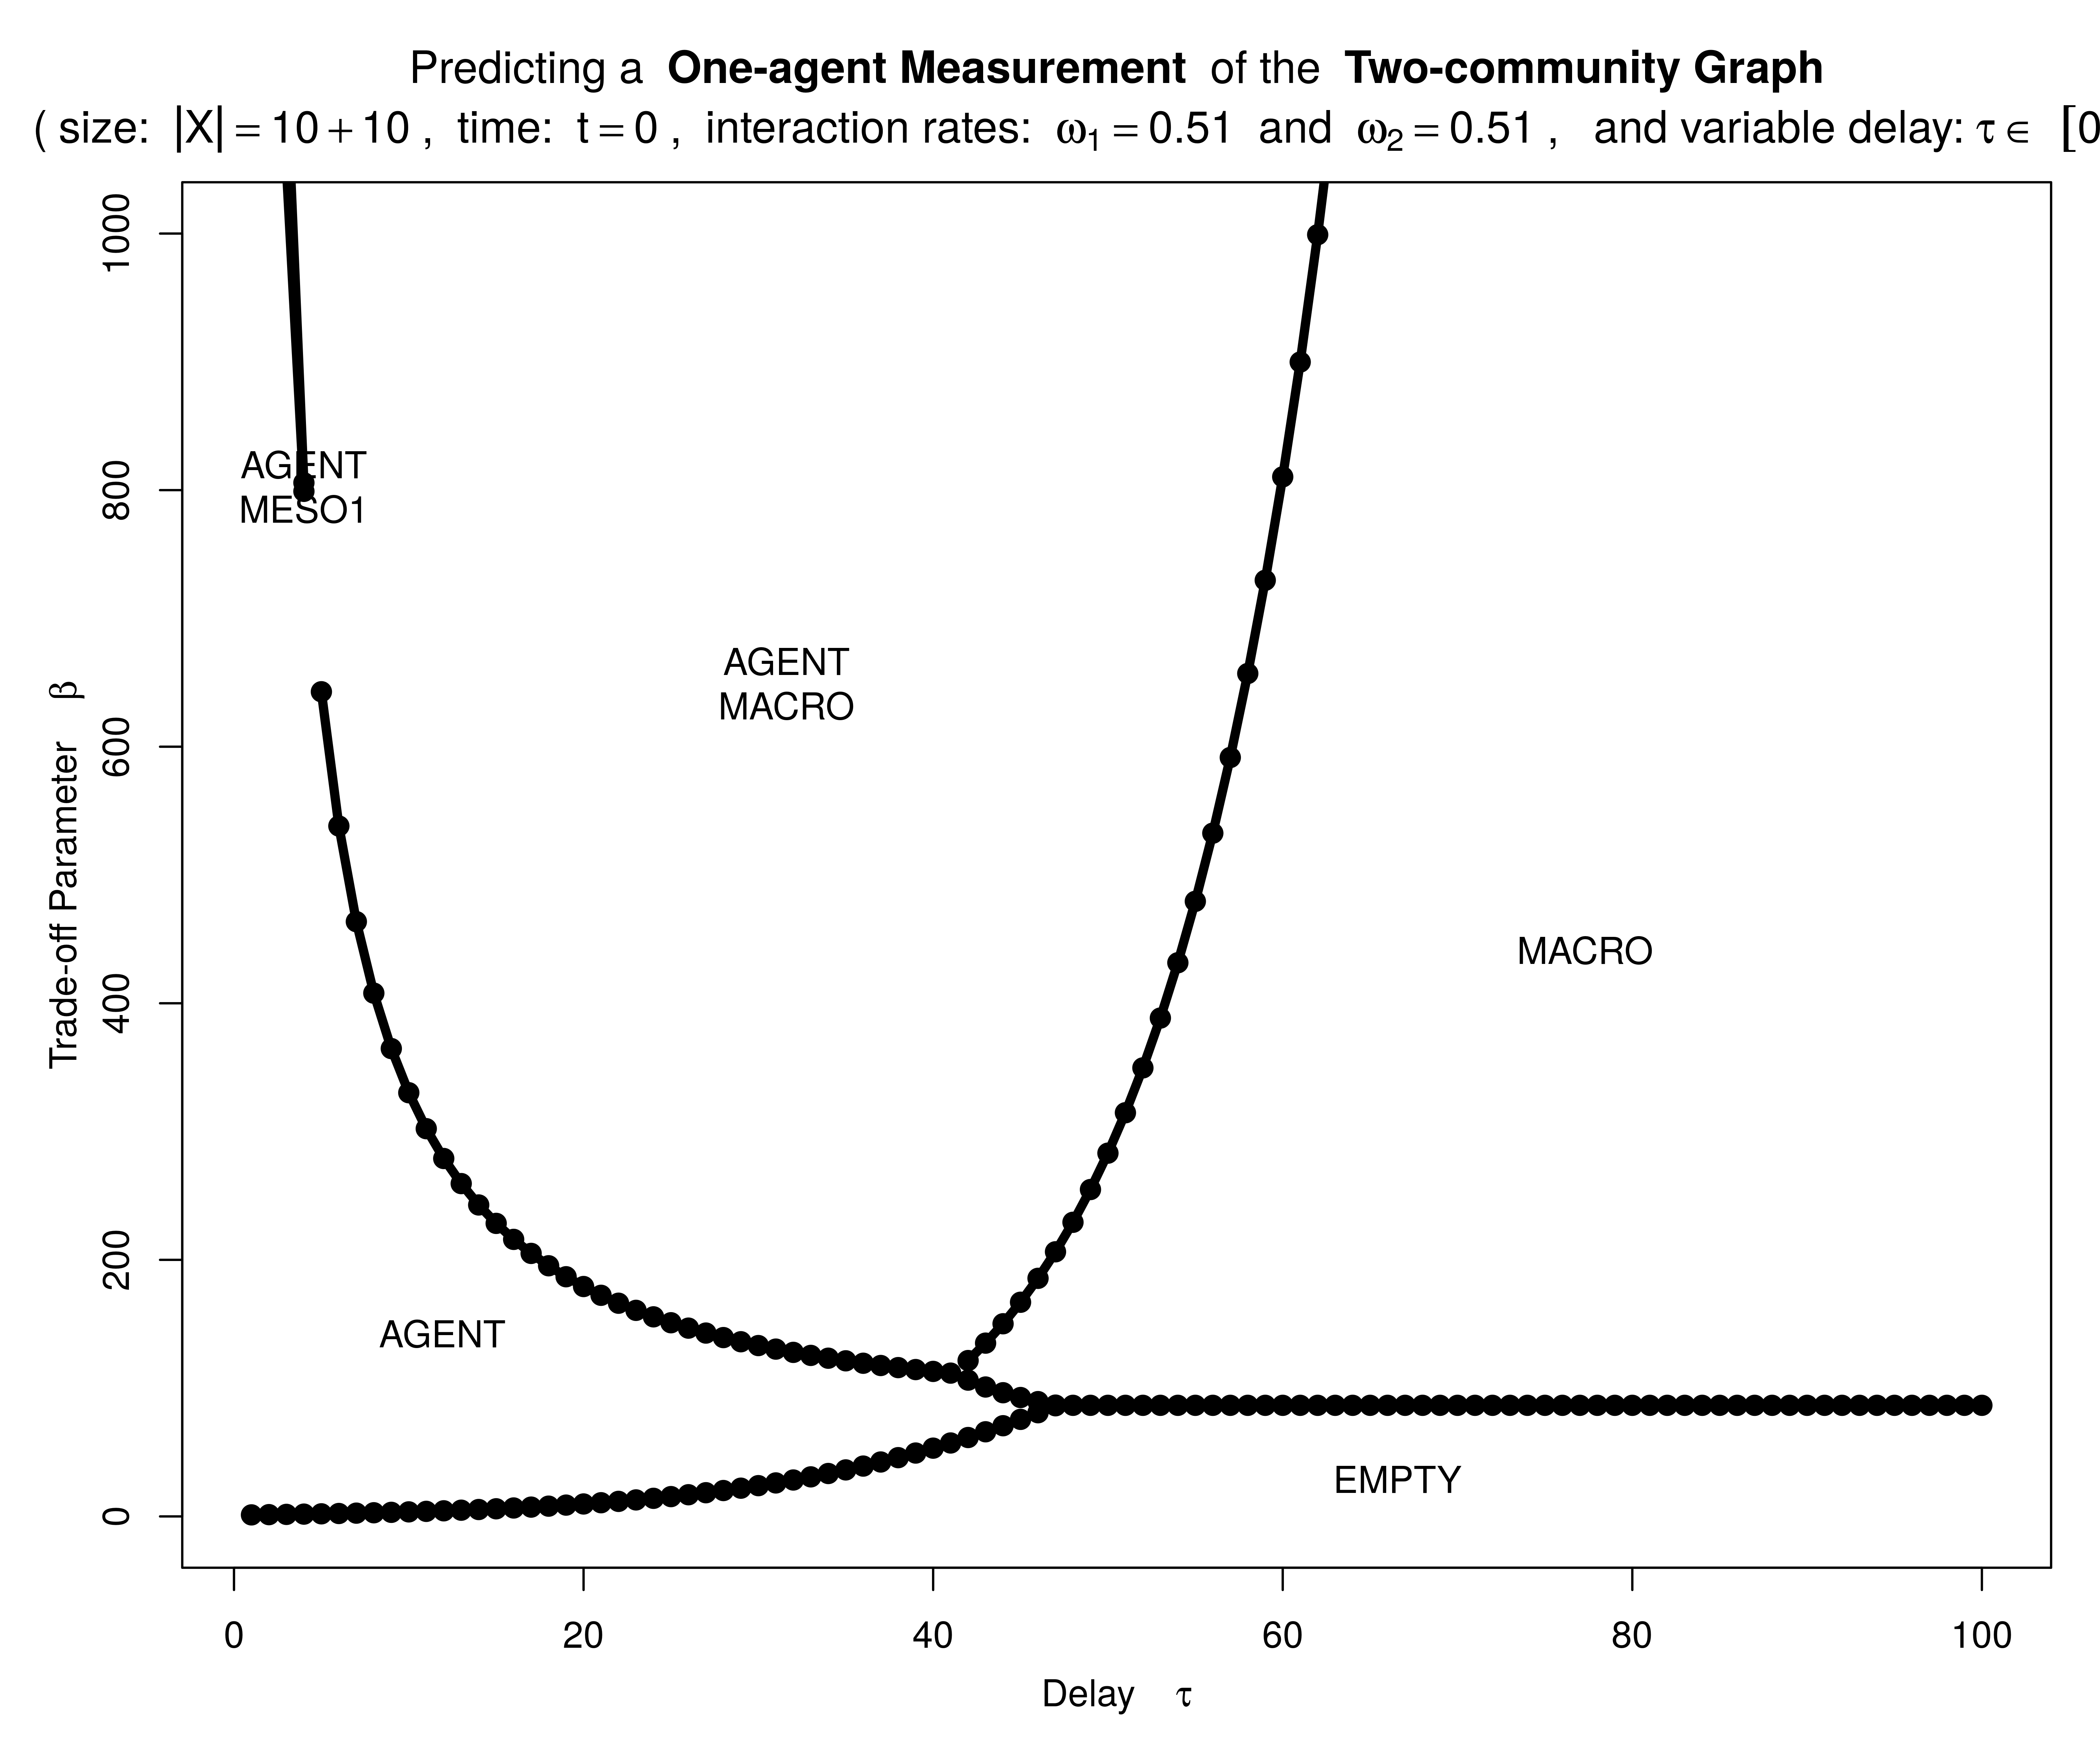 Predicting a One-agent Measurement of the Two-community Graph
( size: |X| = 10 + 10 , time: t = 0 , interaction rates: ω1 = 0.51 and ω2 = 0.51 , and variable delay: τ ∈ [0
1000
800
600
400
200
0
Trade-off Parameter β
AGENT
MESO1
AGENT
MACRO
MACRO
AGENT
EMPTY
0 20 40 60 80 100
Delay τ